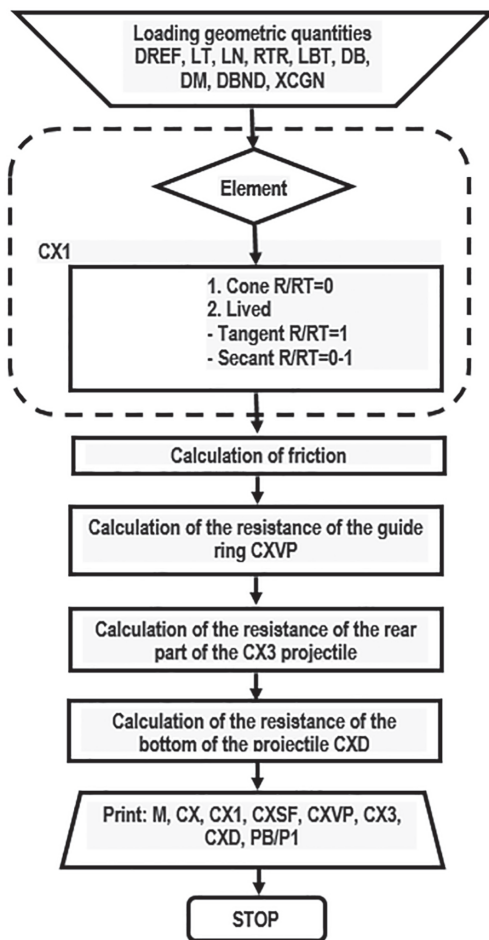 Loading geometric quantities
DREF, LT, LN, RTR, LBT, DB,
DM, DBND, XCGN
Element
CX1
1. Cone R/RT=0
2. Lived
- Tangent R/RT=1
- Secant R/RT=0-1
Calculation of friction
Calculation of the resistance of the guide
ring CXVP
Calculation of the resistance of the rear
part of the CX3 projectile
Calculation of the resistance of the
bottom of the projectile CXD
Print: M, CX, CX1, CXSF, CXVP, CX3,
CXD, PB/P1
STOP